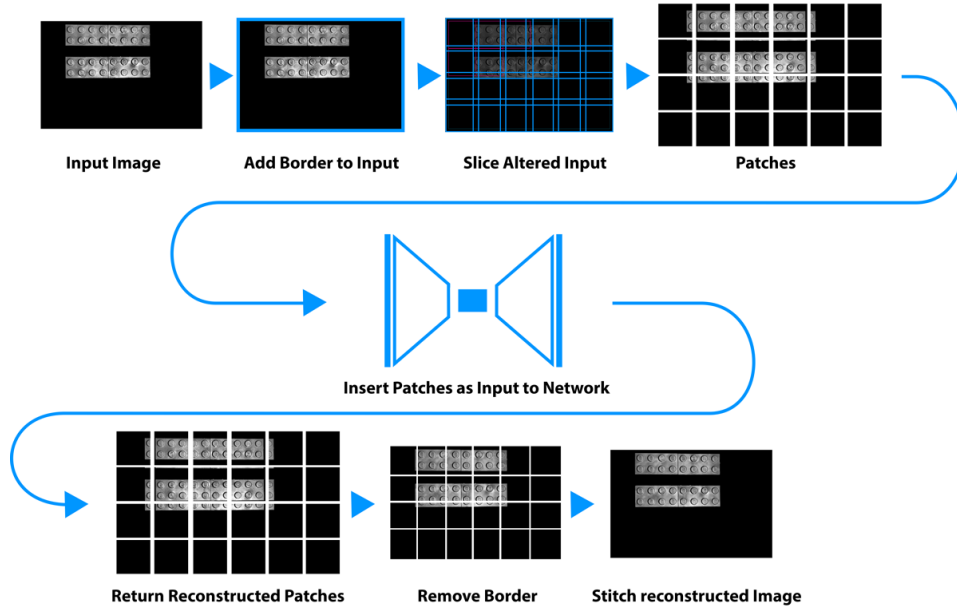 Input Image
Add Border to Input
Slice Altered Input
Patches
Insert Patches as Input to Network
Return Reconstructed Patches
Remove Border
Stitch reconstructed Image